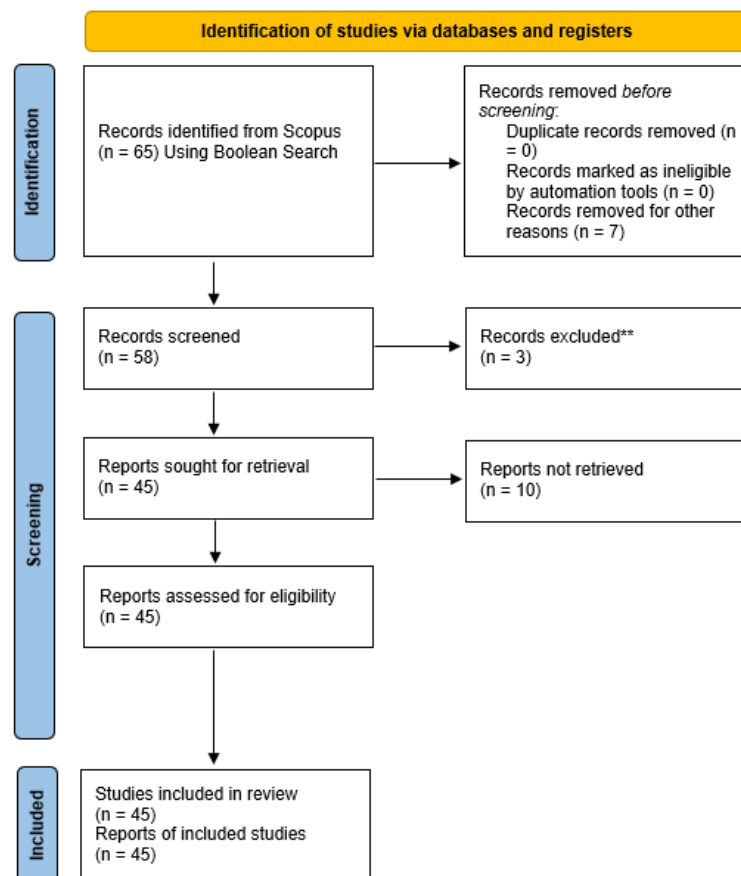 Identification of studies via databases and registers
Identification
Records identified from Scopus
(n = 65) Using Boolean Search
Records removed before
screening:
Duplicate records removed (n
= 0)
Records marked as ineligible
by automation tools (n = 0)
Records removed for other
reasons (n = 7)
Screening
Records screened
(n = 58)
Records excluded**
(n = 3)
Reports sought for retrieval
(n = 45)
Reports not retrieved
(n = 10)
Reports assessed for eligibility
(n = 45)
Included
Studies included in review
(n = 45)
Reports of included studies
(n = 45)